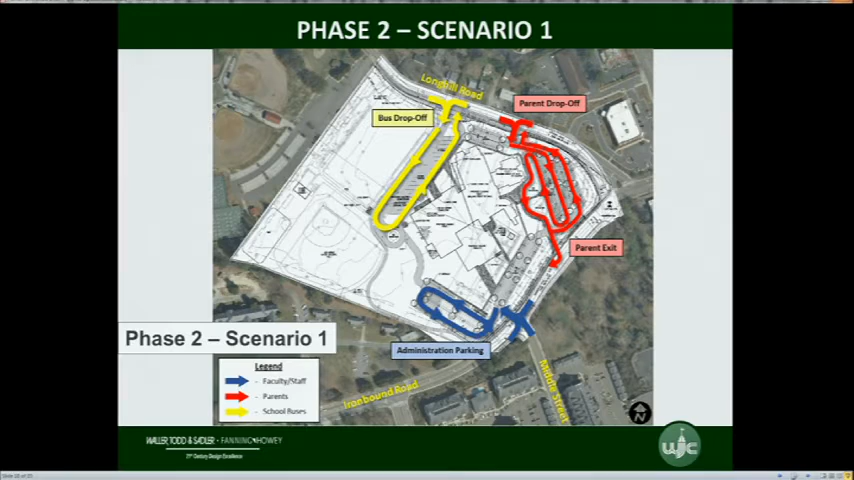 PHASE 2 – SCENARIO 1
Longhill Road
Parent Drop-Off
Bus Drop-Off
Parent Exit
Phase 2 – Scenario 1
Administration Parking
Legend
- Faculty/Staff
- Parents
- School Buses
Ironbound Road
Middle Street
N
WALLER, TODD & SADLER • FANNING HOWEY
21st Century Design Excellence
WJC